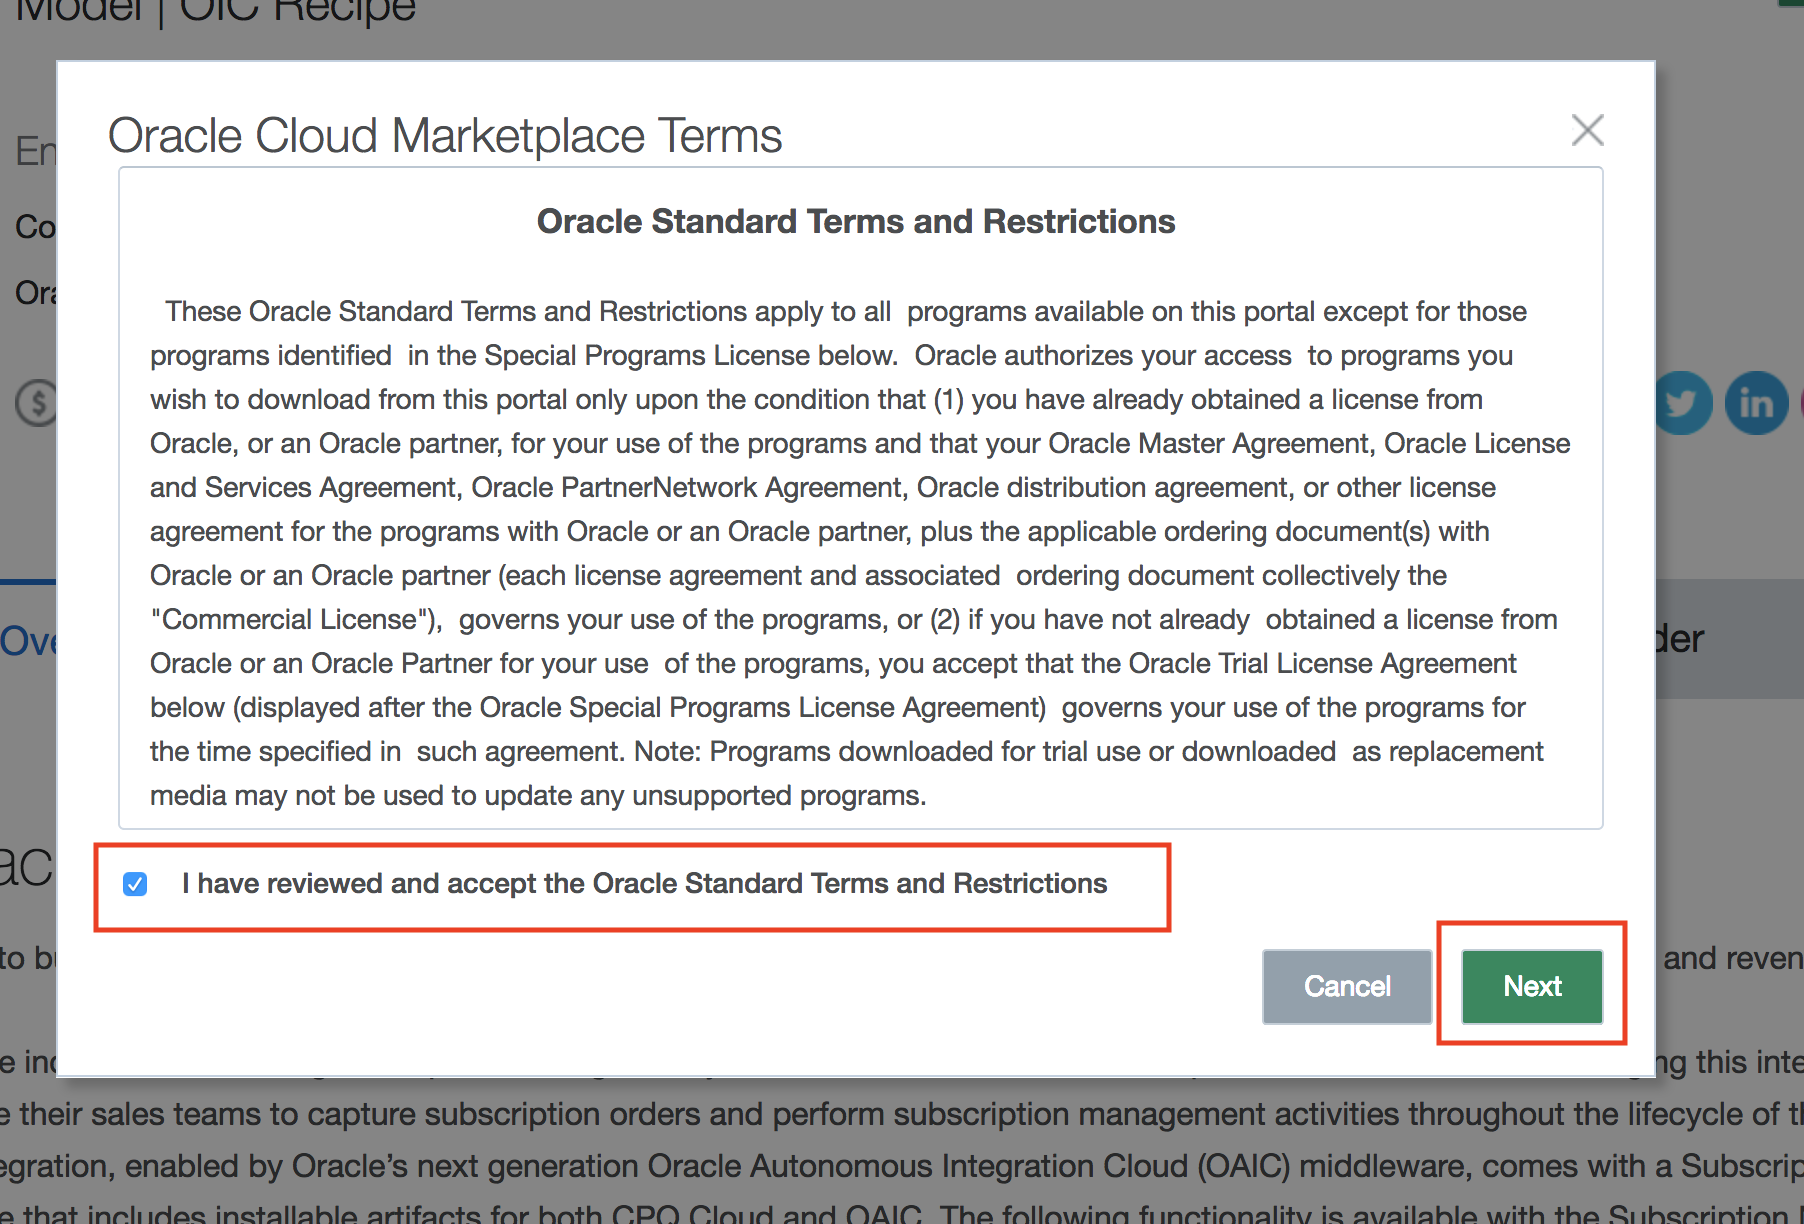 Model | OIC Recipe
Oracle Cloud Marketplace Terms
Oracle Standard Terms and Restrictions
These Oracle Standard Terms and Restrictions apply to all programs available on this portal except for those
programs identified in the Special Programs License below. Oracle authorizes your access to programs you
wish to download from this portal only upon the condition that (1) you have already obtained a license from
Oracle, or an Oracle partner, for your use of the programs and that your Oracle Master Agreement, Oracle License
and Services Agreement, Oracle PartnerNetwork Agreement, Oracle distribution agreement, or other license
agreement for the programs with Oracle or an Oracle partner, plus the applicable ordering document(s) with
Oracle or an Oracle partner (each license agreement and associated ordering document collectively the
"Commercial License"), governs your use of the programs, or (2) if you have not already obtained a license from
Oracle or an Oracle Partner for your use of the programs, you accept that the Oracle Trial License Agreement
below (displayed after the Oracle Special Programs License Agreement) governs your use of the programs for
the time specified in such agreement. Note: Programs downloaded for trial use or downloaded as replacement
media may not be used to update any unsupported programs.
I have reviewed and accept the Oracle Standard Terms and Restrictions
Cancel
Next
En
Co
Ora
$
in
Ove
der
ac
to b
and reven
e in
ng this inte
e their sales teams to capture subscription orders and perform subscription management activities throughout the lifecycle of t
egration, enabled by Oracle's next generation Oracle Autonomous Integration Cloud (OAIC) middleware, comes with a Subscrip
e that includes installable artifacts for both CPQ Cloud and OAIC. The following functionality is available with the Subscription